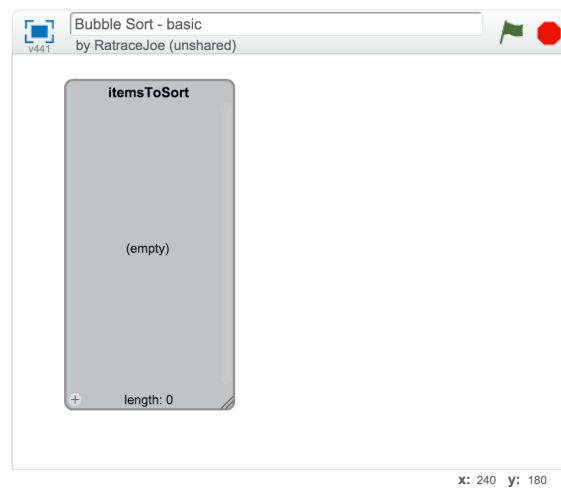 Bubble Sort - basic
v441
by RatraceJoe (unshared)
itemsToSort
(empty)
+ length: 0
x: 240 y: 180